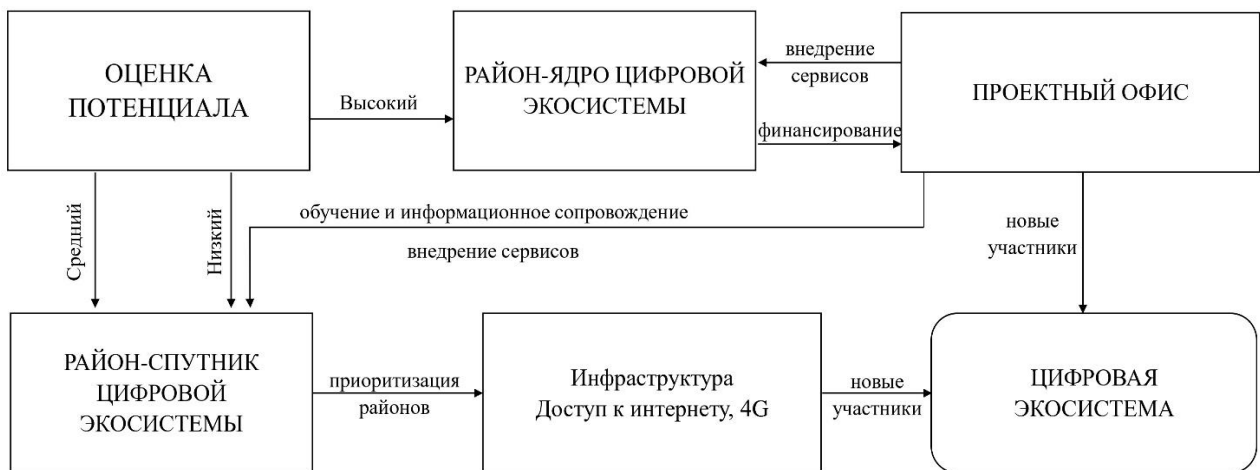 ОЦЕНКА
ПОТЕНЦИАЛА
Высокий
РАЙОН-ЯДРО ЦИФРОВОЙ
ЭКОСИСТЕМЫ
внедрение
сервисов
финансирование
ПРОЕКТНЫЙ ОФИС
Средний
Низкий
обучение и информационное сопровождение
внедрение сервисов
новые
участники
РАЙОН-СПУТНИК
ЦИФРОВОЙ
ЭКОСИСТЕМЫ
приоритизация
районов
Инфраструктура
Доступ к интернету, 4G
новые
участники
ЦИФРОВАЯ
ЭКОСИСТЕМА